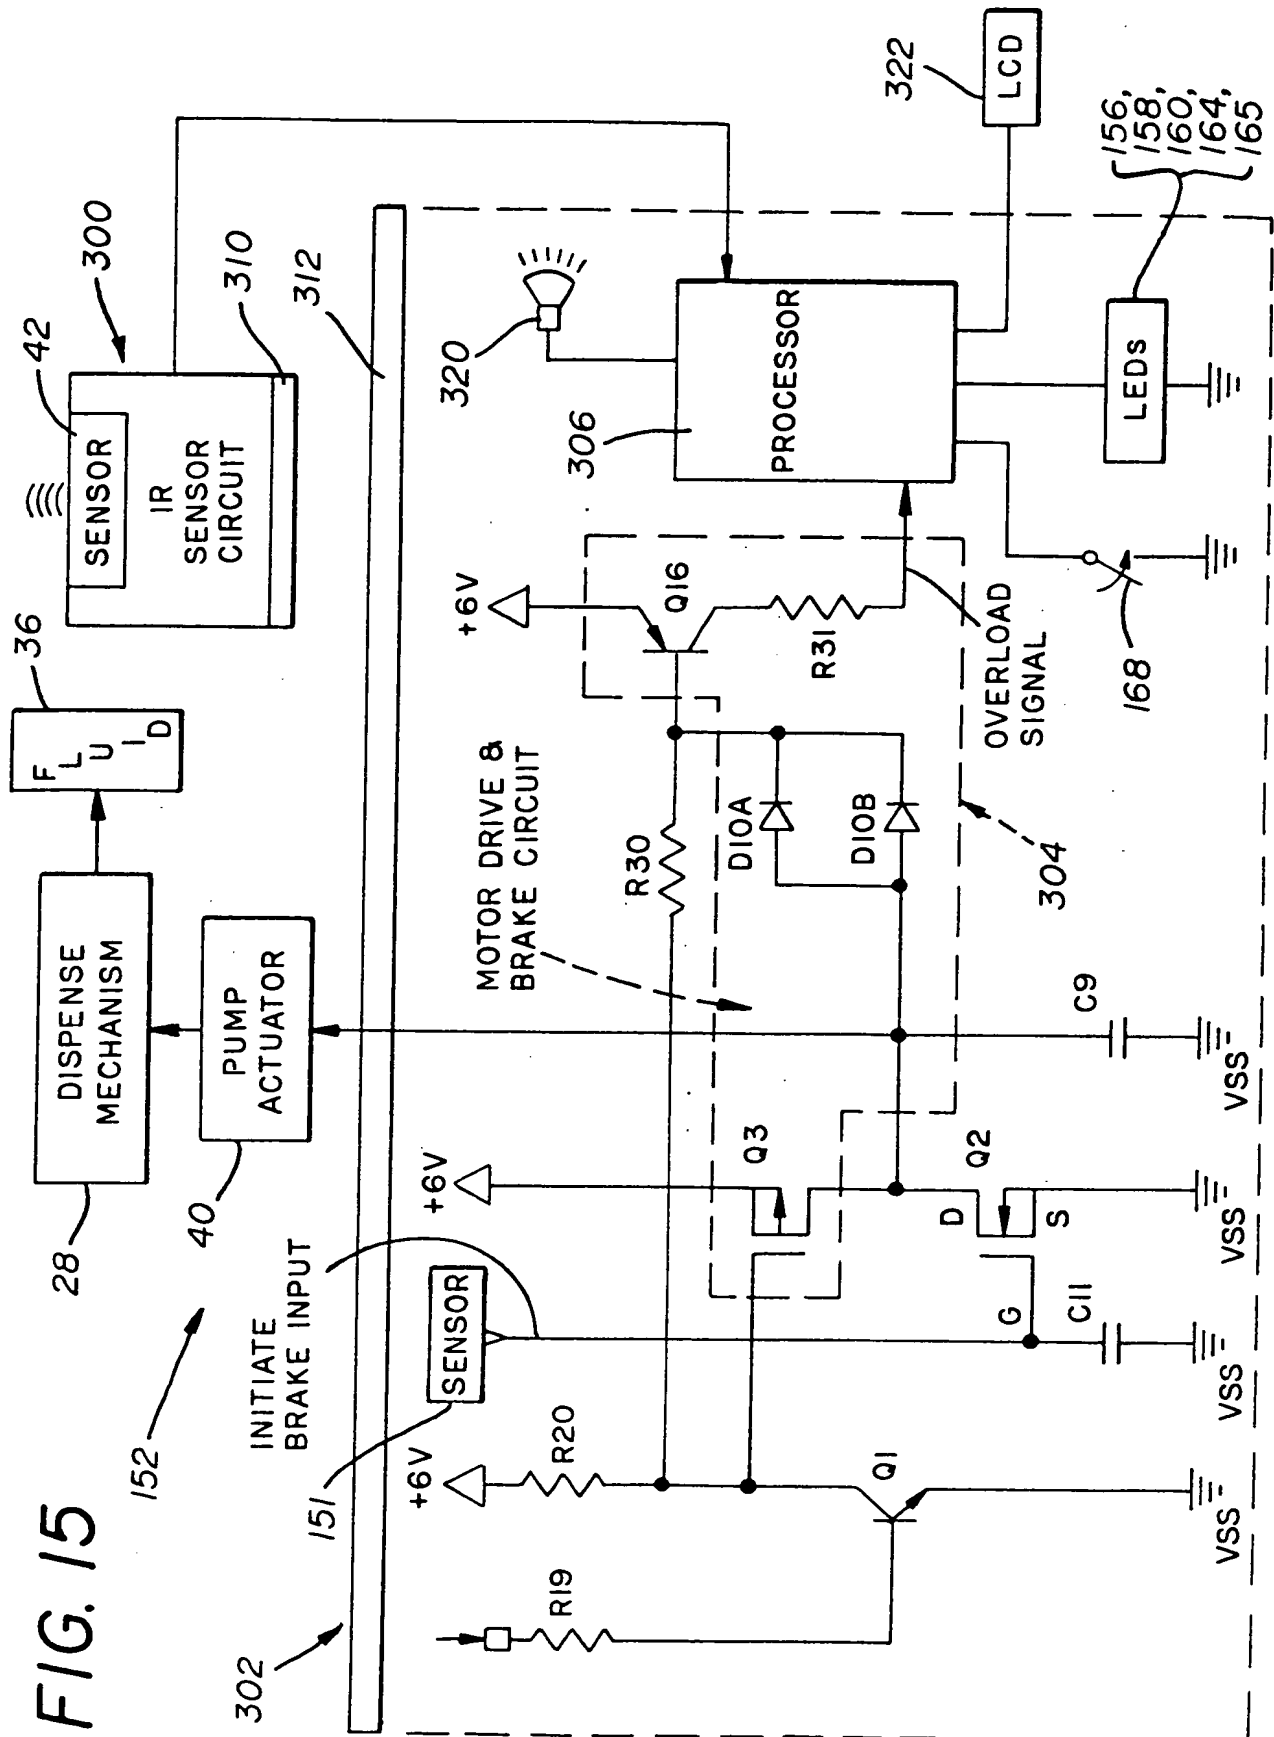 FIG. 15
152
302
28
40
DISPENSE
MECHANISM
PUMP
ACTUATOR
FLUID
36
42
300
SENSOR
IR
SENSOR
CIRCUIT
310
312
INITIATE
BRAKE INPUT
151
SENSOR
+6V
R19
R20
Q1
VSS
VSS
G
C11
+6V
Q3
D
S
Q2
VSS
C9
VSS
MOTOR DRIVE &
BRAKE CIRCUIT
R30
D10A
D10B
304
+6V
Q16
R31
OVERLOAD
SIGNAL
320
306
PROCESSOR
168
LEDs
156,
158,
160,
164,
165
322
LCD